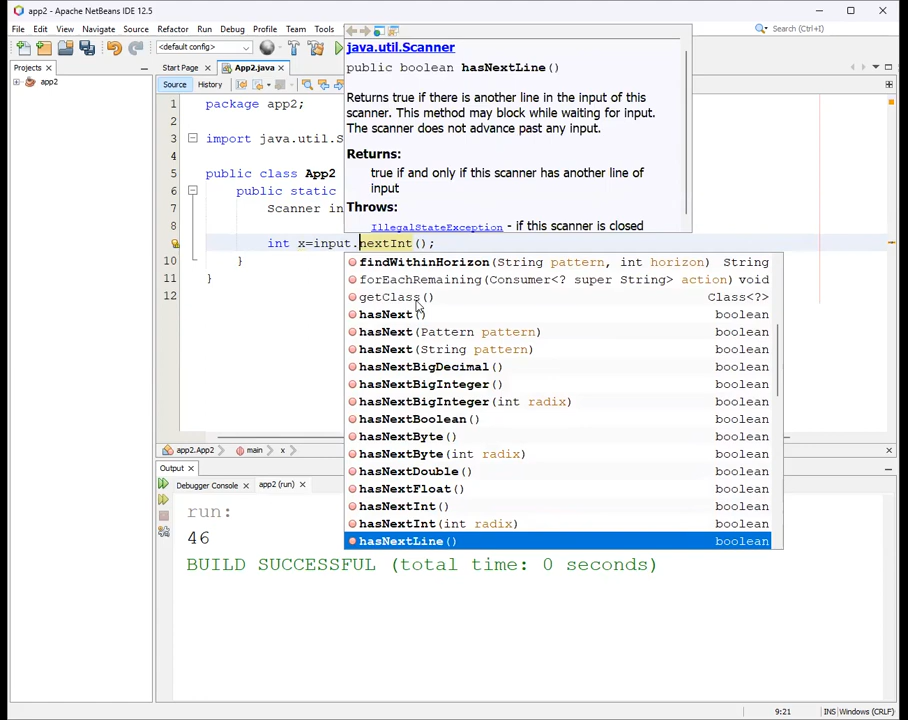 app2 - Apache NetBeans IDE 12.5
File Edit View Navigate Source Refactor Run Debug Profile Team Tools
<default config>
Search (Ctrl+I)
Projects
app2
Start Page
App2.java
Source History
1 package app2;
2
3 import java.util.S
4
5 public class App2
6 public static
7 Scanner in
8
int x=input.nextInt();
10 }
11 }
12
java.util.Scanner
public boolean hasNextLine()
Returns true if there is another line in the input of this
scanner. This method may block while waiting for input.
The scanner does not advance past any input.
Returns:
true if and only if this scanner has another line of
input
Throws:
IllegalStateException - if this scanner is closed
findWithinHorizon(String pattern, int horizon) String
forEachRemaining(Consumer<? super String> action) void
getClass() Class<?>
hasNext() boolean
hasNext(Pattern pattern) boolean
hasNext(String pattern) boolean
hasNextBigDecimal() boolean
hasNextBigInteger() boolean
hasNextBigInteger(int radix) boolean
hasNextBoolean() boolean
hasNextByte() boolean
hasNextByte(int radix) boolean
hasNextDouble() boolean
hasNextFloat() boolean
hasNextInt() boolean
hasNextInt(int radix) boolean
hasNextLine() boolean
app2.App2 main x
Output
Debugger Console app2 (run)
run:
46
BUILD SUCCESSFUL (total time: 0 seconds)
9:21 INS Windows (CRLF)